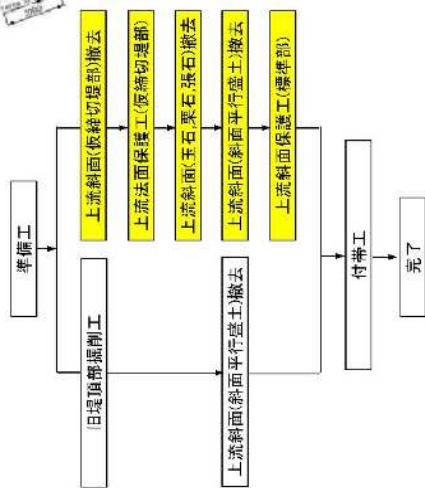 準備工
上流斜面(仮締切堤部)撤去
上流法面保護工(仮締切堤部)
上流斜面(玉石,栗石,張石)撤去
上流斜面(斜面平行盛土)撤去
上流斜面保護工(標準部)
旧堤頂部掘削工
上流斜面(斜面平行盛土)撤去
付帯工
完了